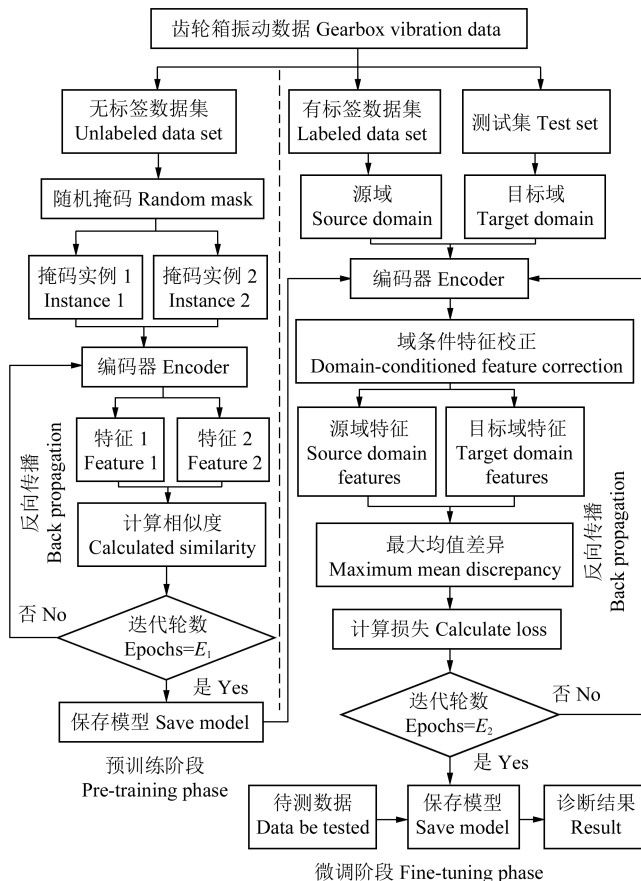 齿轮箱振动数据 Gearbox vibration data
无标签数据集
Unlabeled data set
随机掩码 Random mask
掩码实例 1
Instance 1
掩码实例 2
Instance 2
编码器 Encoder
特征 1
Feature 1
特征 2
Feature 2
计算相似度
Calculated similarity
反向传播
Back propagation
迭代轮数
Epochs=E₁
否 No
是 Yes
保存模型 Save model
预训练阶段
Pre-training phase
有标签数据集
Labeled data set
测试集 Test set
源域
Source domain
目标域
Target domain
编码器 Encoder
域条件特征校正
Domain-conditioned feature correction
源域特征
Source domain
features
目标域特征
Target domain
features
最大均值差异
Maximum mean discrepancy
反向传播
Back propagation
计算损失 Calculate loss
迭代轮数
Epochs=E₂
否 No
是 Yes
待测数据
Data be tested
保存模型
Save model
诊断结果
Result
微调阶段 Fine-tuning phase